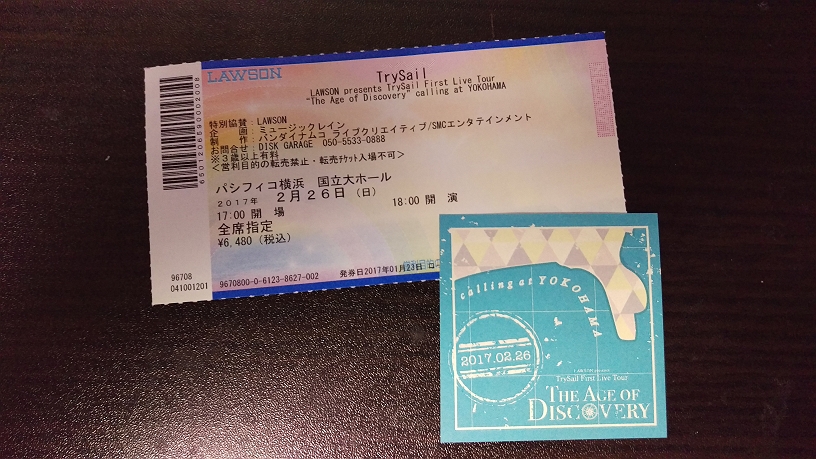 LAWSON
TrySail
LAWSON presents TrySail First Live Tour
"The Age of Discovery" calling at YOKOHAMA
特別協賛：LAWSON
企　画：ミュージックレイン
制　作：バンダイナムコ ライブクリエイティブ/SMCエンタテインメント
お問合せ：DISK GARAGE 050-5533-0888
※３歳以上有料
＜営利目的の転売禁止・転売ﾁｹｯﾄ入場不可＞
パシフィコ横浜　国立大ホール
2017年　２月２６日（日）
17:00 開　場　18:00 開　演
全席指定
¥6,480（税込）
96708
041001201
9670800-0-6123-8627-002
発券日2017年01月23日 ロ
6501206590002008
calling at YOKOHAMA
2017.02.26
LAWSON presents
TrySail First Live Tour
THE AGE OF
DISCOVERY